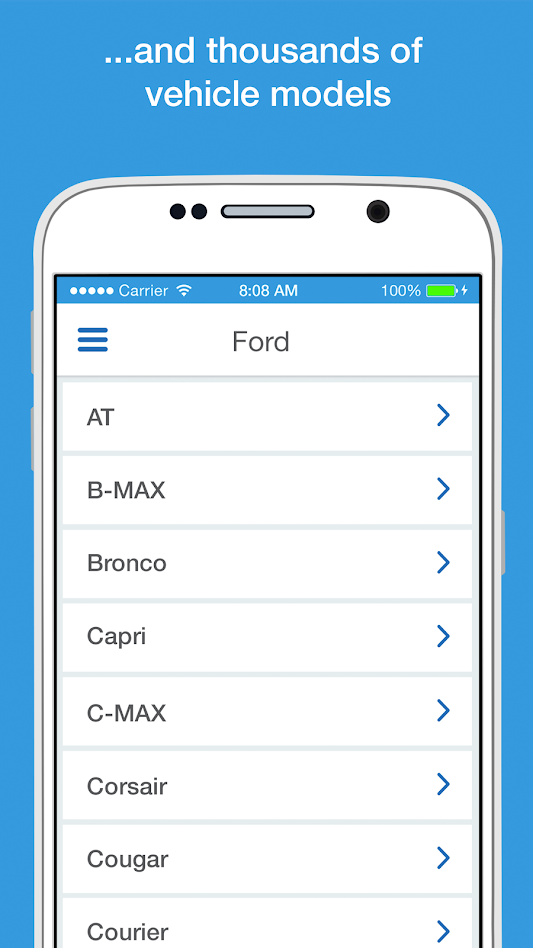 ...and thousands of
vehicle models
Carrier 8:08 AM 100%
Ford
AT
B-MAX
Bronco
Capri
C-MAX
Corsair
Cougar
Courier